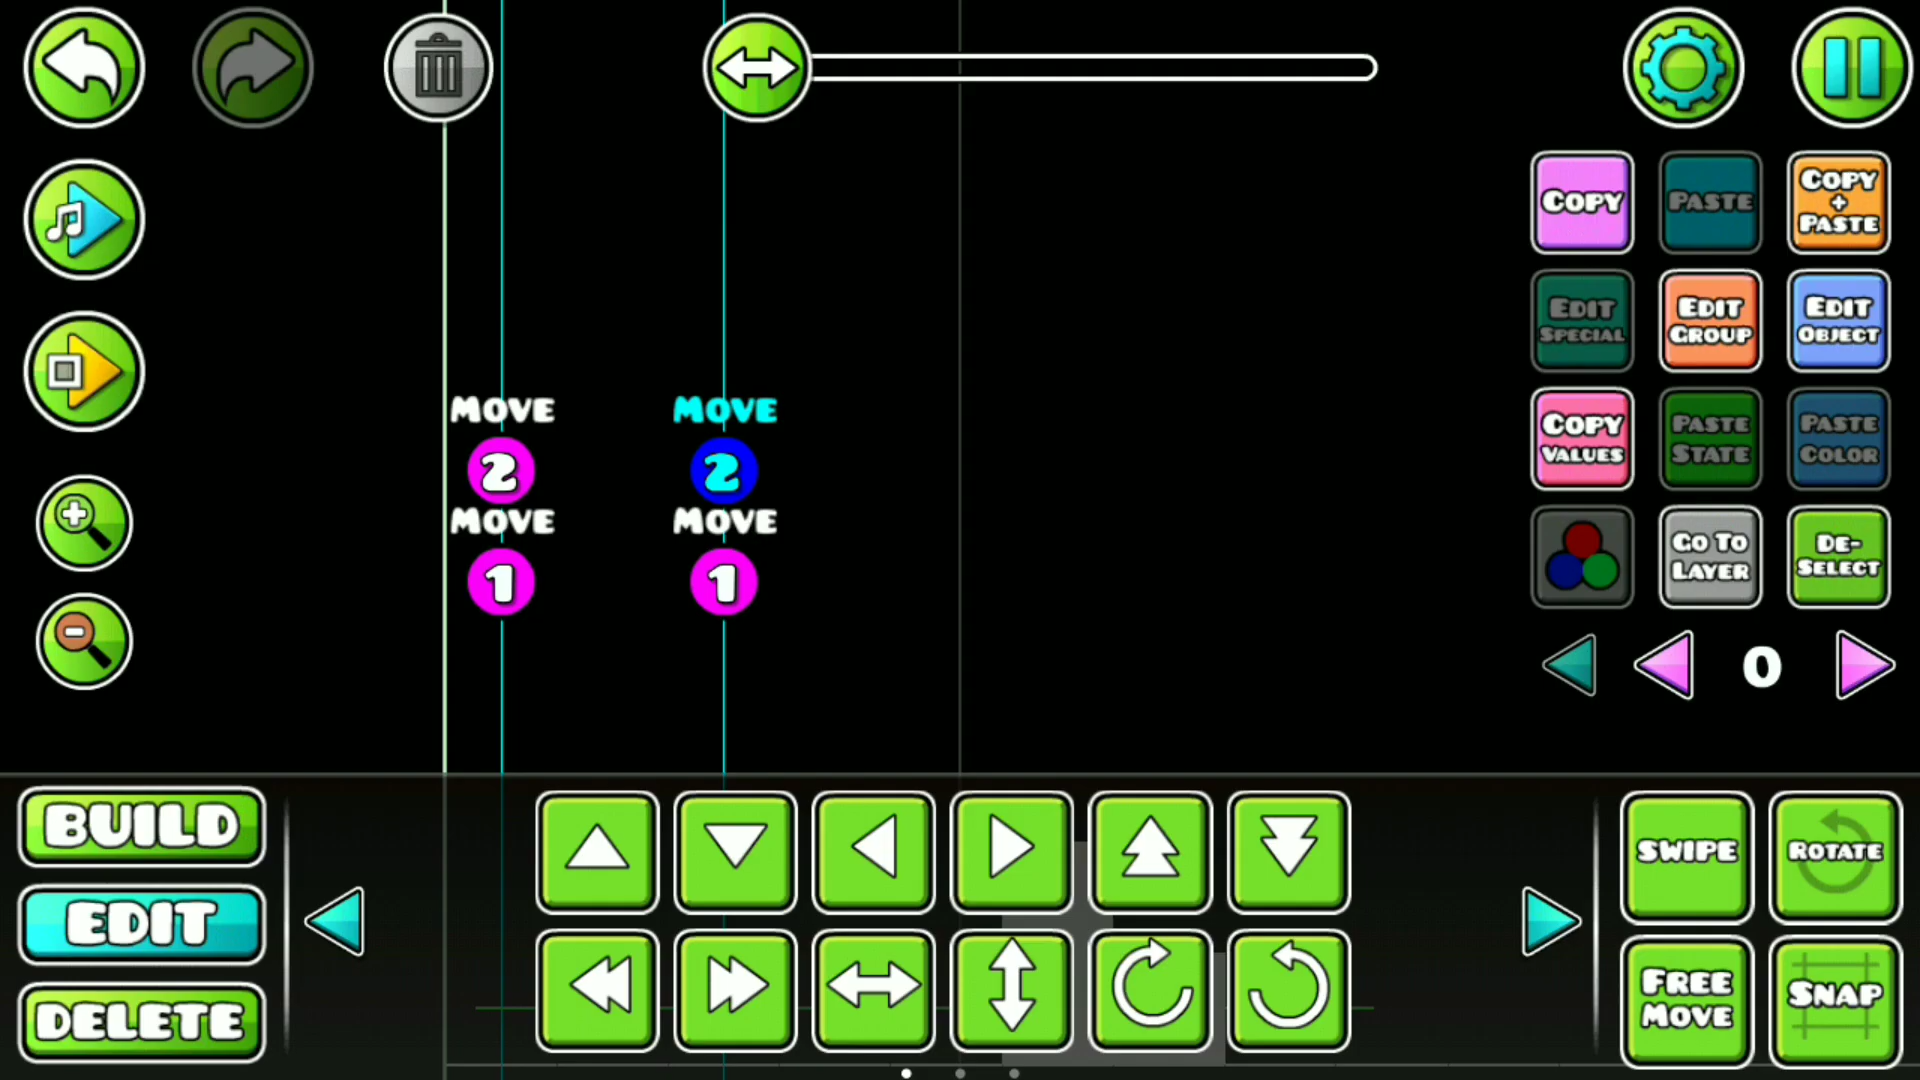 COPY
PASTE
COPY
+
PASTE
EDIT
SPECIAL
EDIT
GROUP
EDIT
OBJECT
MOVE
2
MOVE
1
MOVE
2
MOVE
1
COPY
VALUES
PASTE
STATE
PASTE
COLOR
GO TO
LAYER
DE-
SELECT
0
BUILD
EDIT
DELETE
SWIPE
ROTATE
FREE
MOVE
SNAP